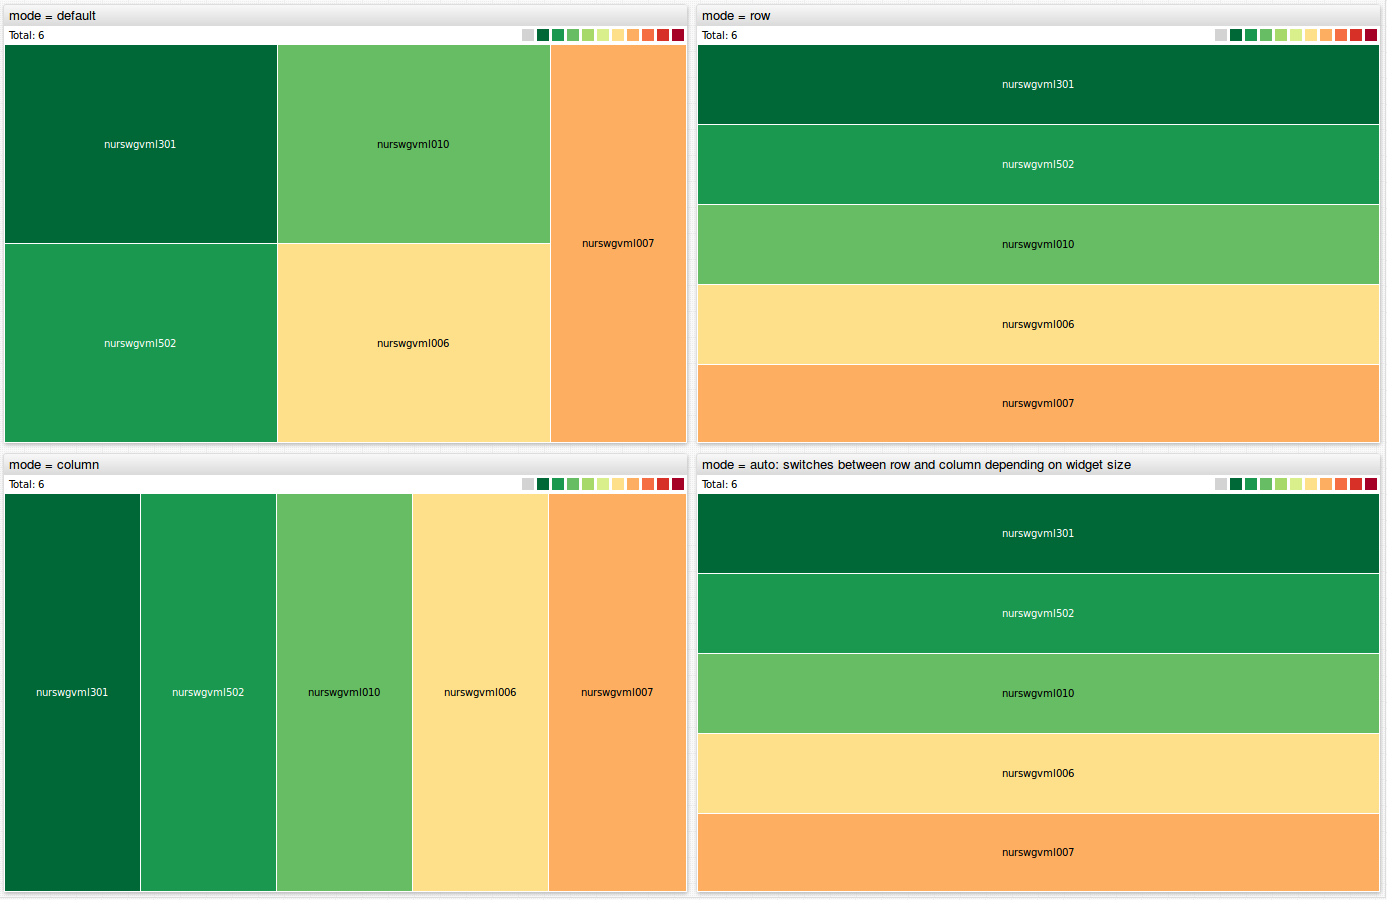 mode = default
Total: 6
nurswgvml301
nurswgvml010
nurswgvml007
nurswgvml502
nurswgvml006
mode = row
Total: 6
nurswgvml301
nurswgvml502
nurswgvml010
nurswgvml006
nurswgvml007
mode = column
Total: 6
nurswgvml301
nurswgvml502
nurswgvml010
nurswgvml006
nurswgvml007
mode = auto: switches between row and column depending on widget size
Total: 6
nurswgvml301
nurswgvml502
nurswgvml010
nurswgvml006
nurswgvml007